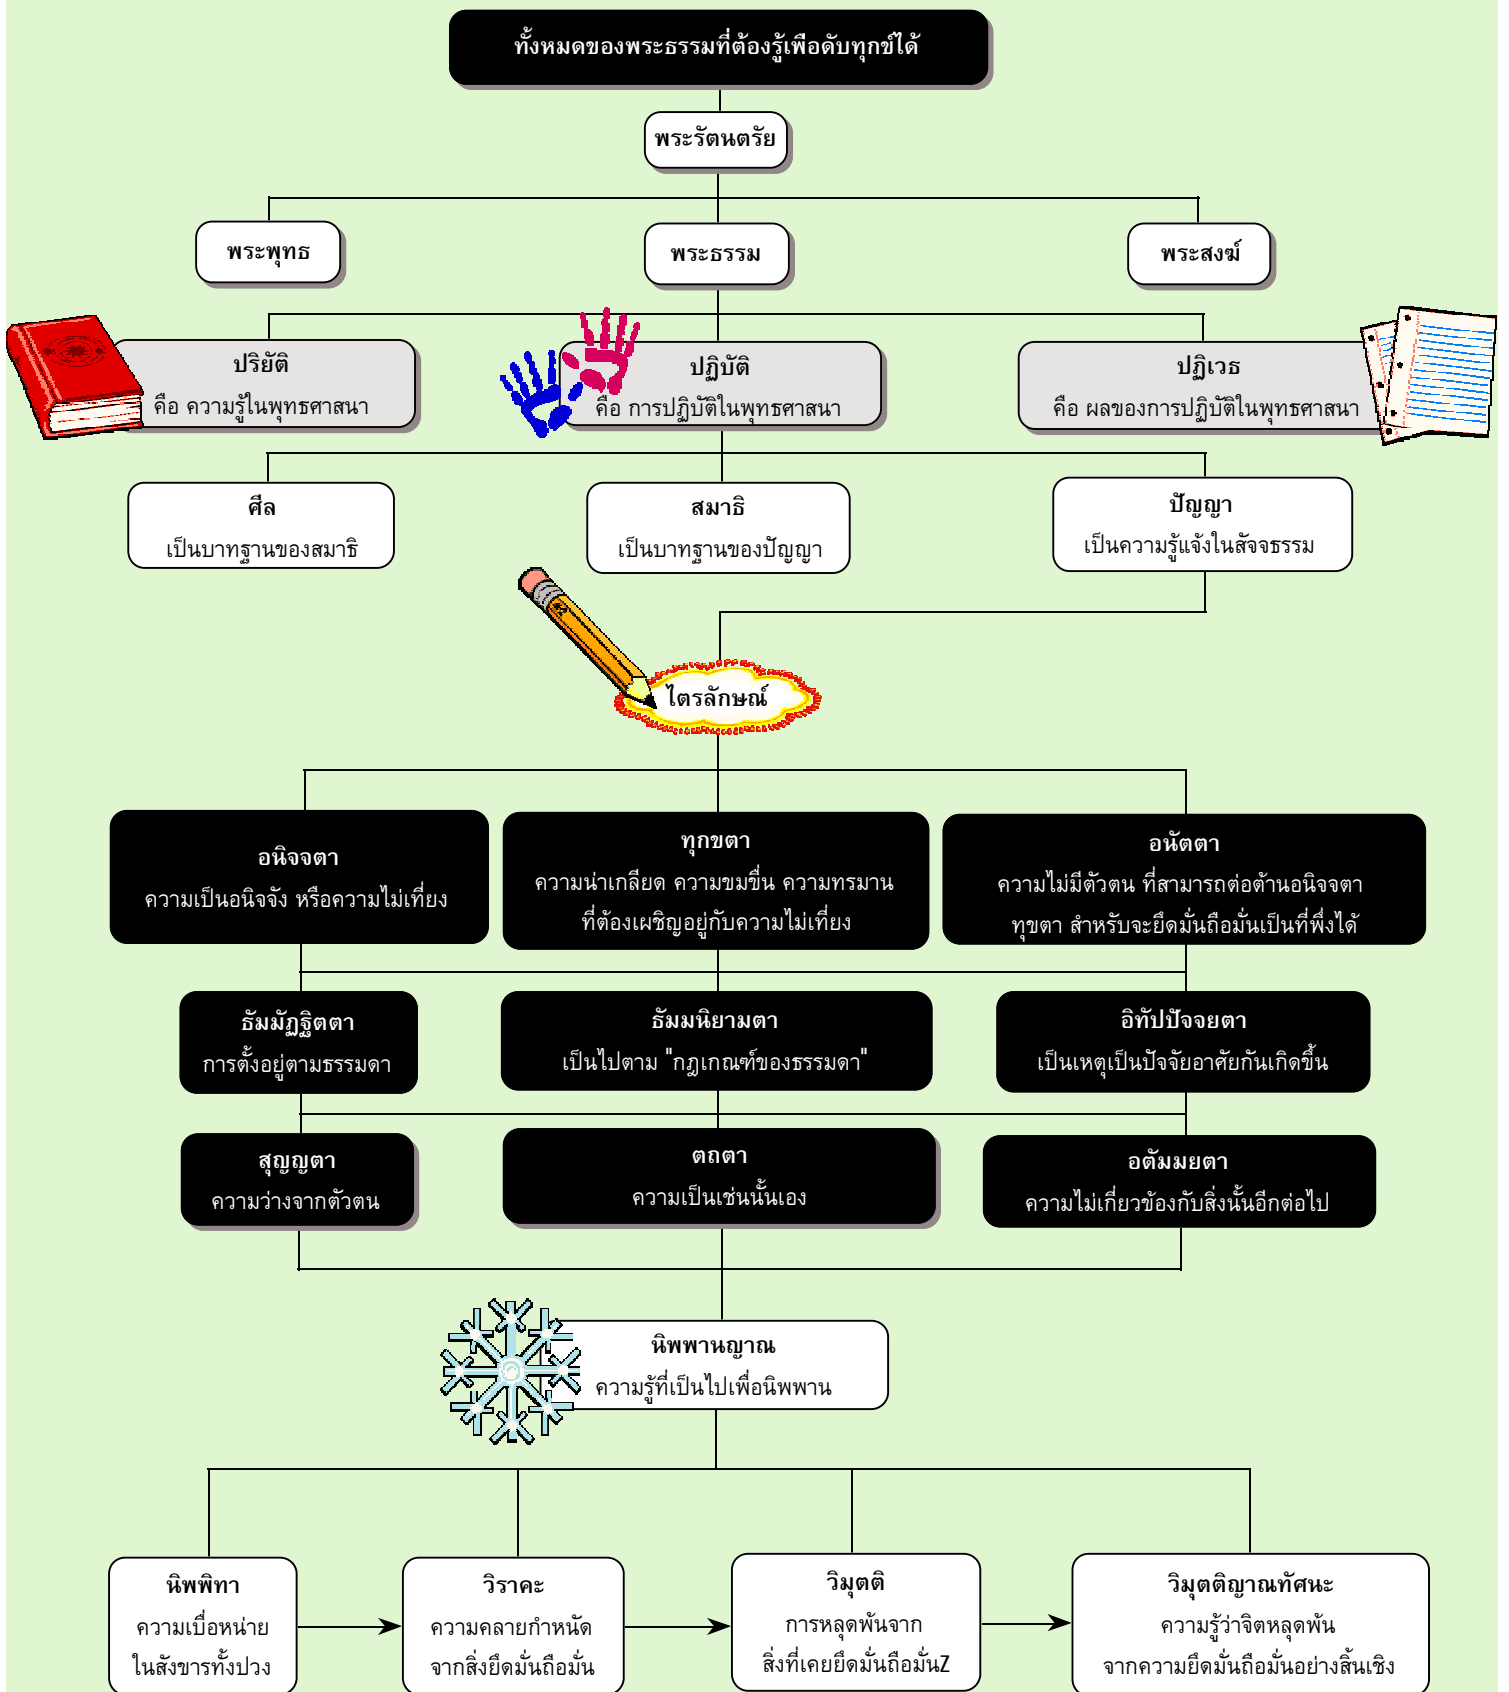 ทั้งหมดของพระธรรมที่ต้องรู้เพือดับทุกข์ได้
พระรัตนตรัย
พระพุทธ
พระธรรม
พระสงฆ์
ปริยัติ
คือ ความรู้ในพุทธศาสนา
ปฏิบัติ
คือ การปฏิบัติในพุทธศาสนา
ปฏิเวธ
คือ ผลของการปฏิบัติในพุทธศาสนา
ศีล
เป็นบาทฐานของสมาธิ
สมาธิ
เป็นบาทฐานของปัญญา
ปัญญา
เป็นความรู้แจ้งในสัจจธรรม
ไตรลักษณ์
อนิจจตา
ความเป็นอนิจจัง หรือความไม่เที่ยง
ทุกขตา
ความน่าเกลียด ความขมขื่น ความทรมาน
ที่ต้องเผชิญอยู่กับความไม่เที่ยง
อนัตตา
ความไม่มีตัวตน ที่สามารถต่อต้านอนิจจตา
ทุขตา สำหรับจะยึดมั่นถือมั่นเป็นที่พึ่งได้
ธัมมัฏฐิตตา
การตั้งอยู่ตามธรรมดา
ธัมมนิยามตา
เป็นไปตาม "กฎเกณฑ์ของธรรมดา"
อิทัปปัจจยตา
เป็นเหตุเป็นปัจจัยอาศัยกันเกิดขึ้น
สุญญตา
ความว่างจากตัวตน
ตถตา
ความเป็นเช่นนั้นเอง
อตัมมยตา
ความไม่เกี่ยวข้องกับสิ่งนั้นอีกต่อไป
นิพพานญาณ
ความรู้ที่เป็นไปเพื่อนิพพาน
นิพพิทา
ความเบื่อหน่าย
ในสังขารทั้งปวง
วิราคะ
ความคลายกำหนัด
จากสิ่งยึดมั่นถือมั่น
วิมุตติ
การหลุดพ้นจาก
สิ่งที่เคยยึดมั่นถือมั่นZ
วิมุตติญาณทัศนะ
ความรู้ว่าจิตหลุดพ้น
จากความยึดมั่นถือมั่นอย่างสิ้นเชิง